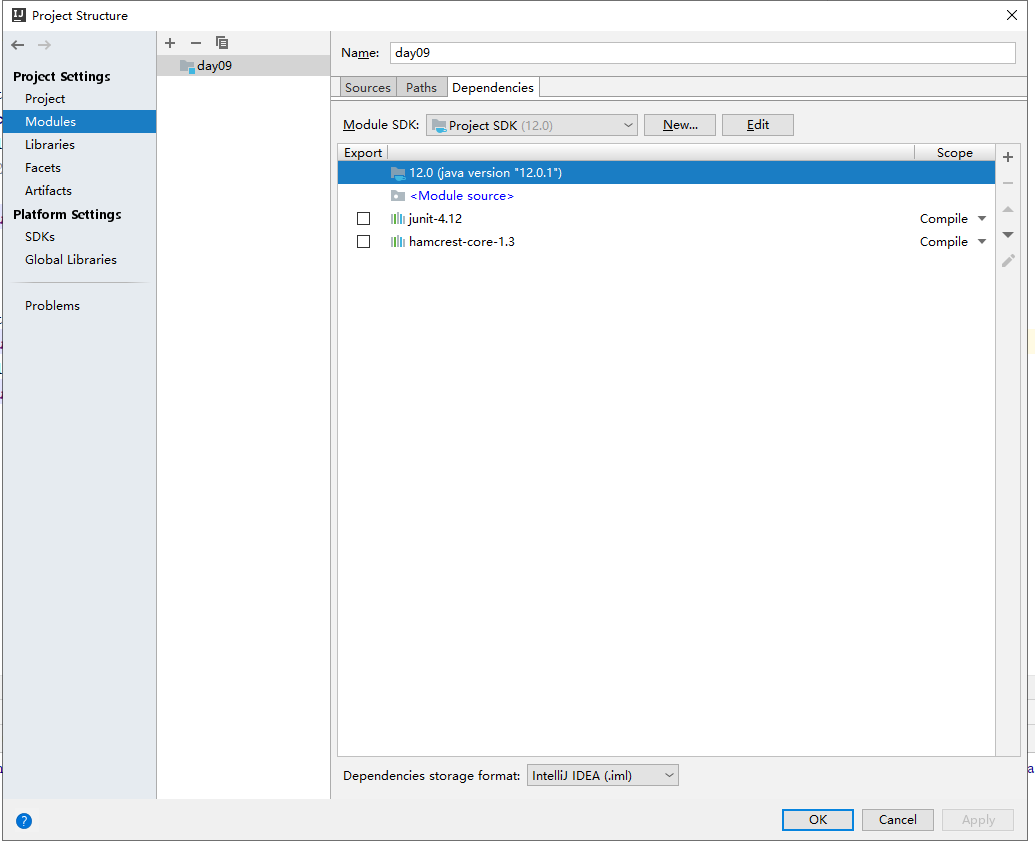 Project Structure
Project Settings
Project
Modules
Libraries
Facets
Artifacts
Platform Settings
SDKs
Global Libraries
Problems
day09
Name: day09
Sources Paths Dependencies
Module SDK: Project SDK (12.0) New... Edit
Export Scope
12.0 (java version "12.0.1")
<Module source>
junit-4.12 Compile
hamcrest-core-1.3 Compile
Dependencies storage format: IntelliJ IDEA (.iml)
? OK Cancel Apply